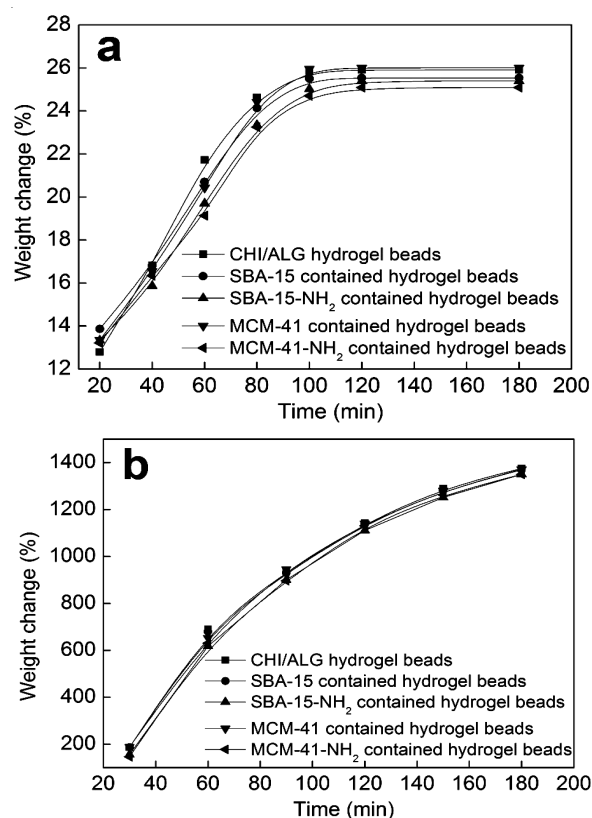 a
Weight change (%)
28
26
24
22
20
18
16
14
12
CHI/ALG hydrogel beads
SBA-15 contained hydrogel beads
SBA-15-NH₂ contained hydrogel beads
MCM-41 contained hydrogel beads
MCM-41-NH₂ contained hydrogel beads
20 40 60 80 100 120 140 160 180 200
Time (min)
b
Weight change (%)
1400
1200
1000
800
600
400
200
CHI/ALG hydrogel beads
SBA-15 contained hydrogel beads
SBA-15-NH₂ contained hydrogel beads
MCM-41 contained hydrogel beads
MCM-41-NH₂ contained hydrogel beads
20 40 60 80 100 120 140 160 180 200
Time (min)